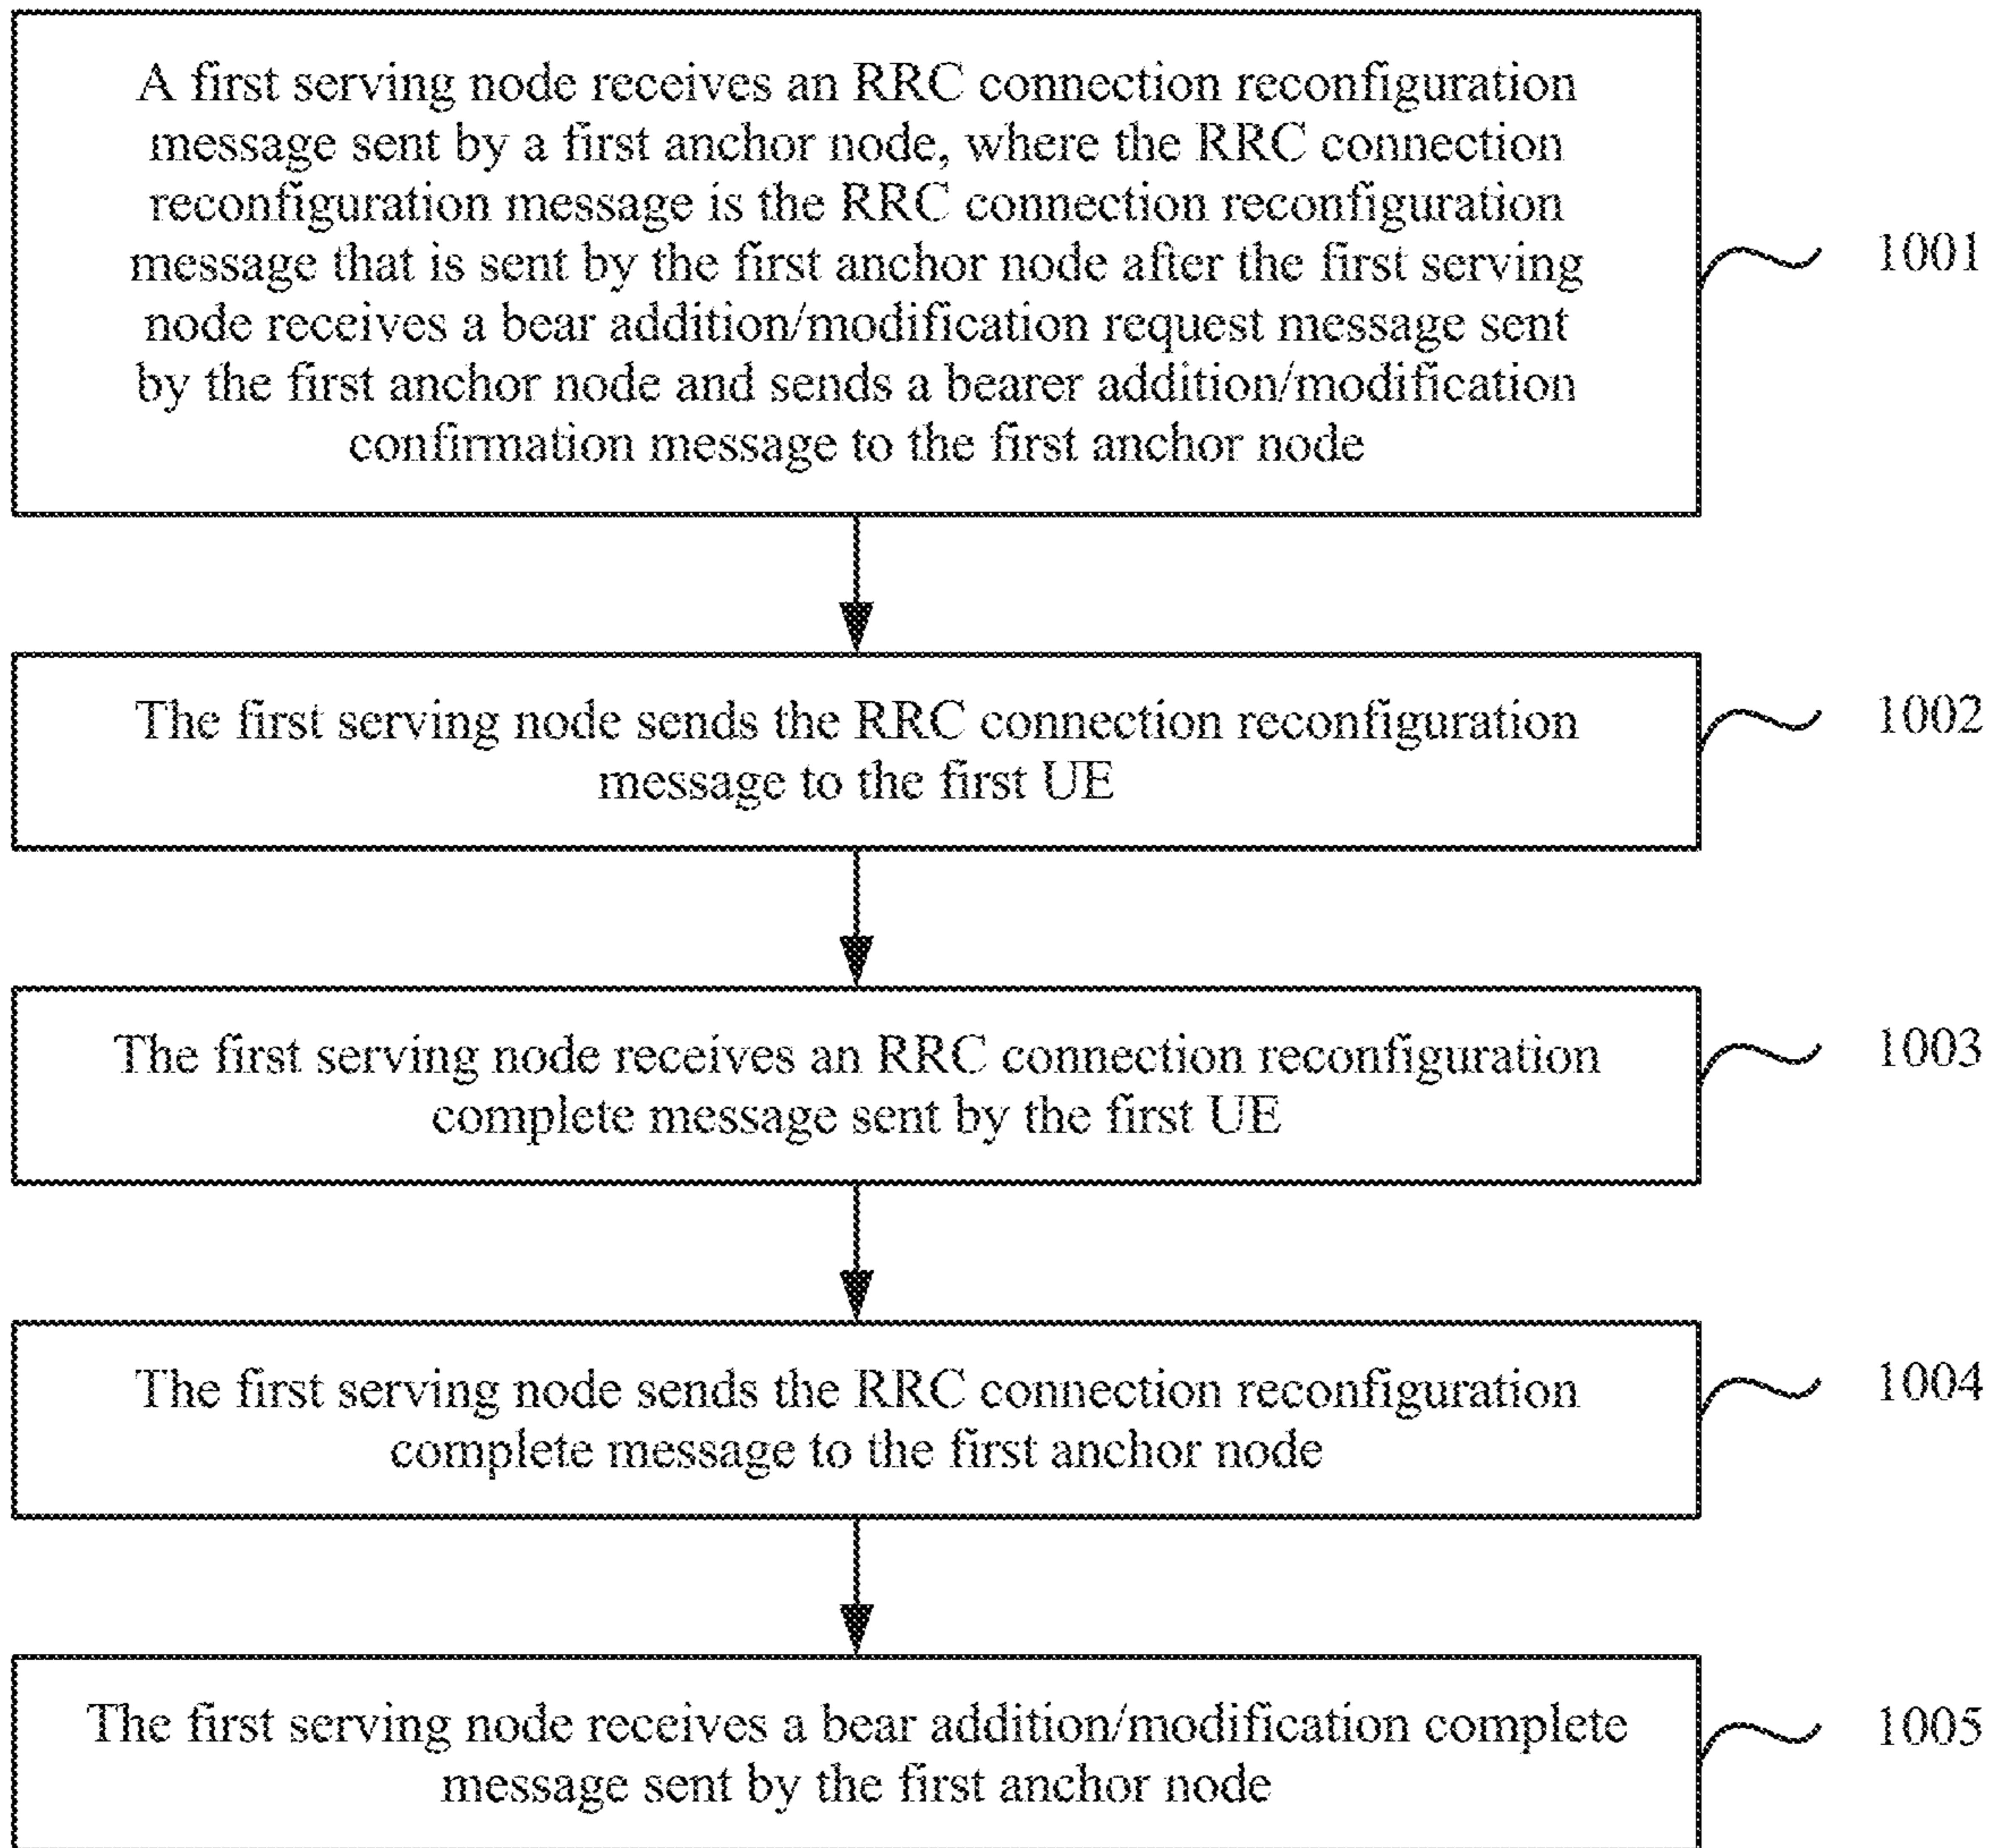 A first serving node receives an RRC connection reconfiguration
message sent by a first anchor node, where the RRC connection
reconfiguration message is the RRC connection reconfiguration
message that is sent by the first anchor node after the first serving
node receives a bear addition/modification request message sent
by the first anchor node and sends a bearer addition/modification
confirmation message to the first anchor node
1001
The first serving node sends the RRC connection reconfiguration
message to the first UE
1002
The first serving node receives an RRC connection reconfiguration
complete message sent by the first UE
1003
The first serving node sends the RRC connection reconfiguration
complete message to the first anchor node
1004
The first serving node receives a bear addition/modification complete
message sent by the first anchor node
1005